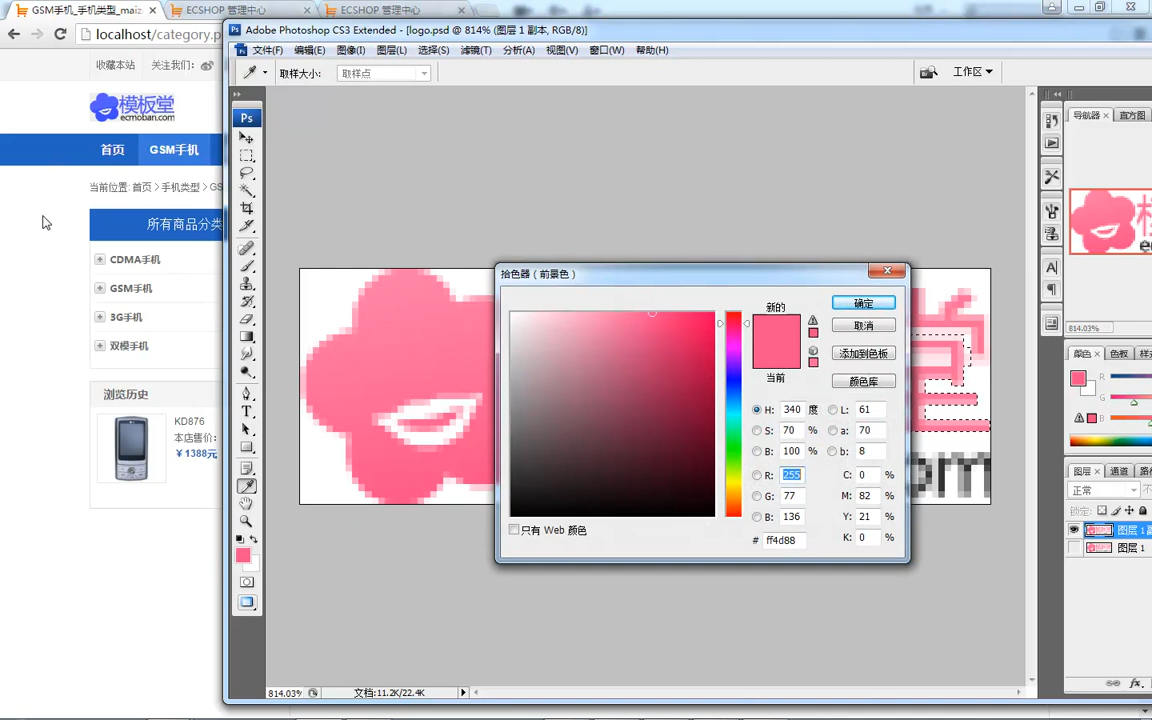 GSM手机_手机类型_maiz
ECSHOP 管理中心
ECSHOP 管理中心
localhost/category.p
收藏本站 关注我们:
模板堂
ecmoban.com
首页 GSM手机
当前位置: 首页 > 手机类型 > GS
所有商品分类
CDMA手机
GSM手机
3G手机
双模手机
浏览历史
KD876
本店售价:
￥1388元
Adobe Photoshop CS3 Extended - [logo.psd @ 814% (图层 1 副本, RGB/8)]
文件(F) 编辑(E) 图像(I) 图层(L) 选择(S) 滤镜(T) 分析(A) 视图(V) 窗口(W) 帮助(H)
取样大小: 取样点
工作区
Ps
拾色器（前景色）
新的
当前
确定
取消
添加到色板
颜色库
H: 340 度 L: 61
S: 70 % a: 70
B: 100 % b: 8
R: 255 C: 0 %
G: 77 M: 82 %
B: 136 Y: 21 %
# ff4d88 K: 0 %
只有 Web 颜色
814.03% 文档:11.2K/22.4K
导航器 直方图
814.03%
颜色 色板 样式
R
G
B
图层 通道 路
正常
锁定:
图层 1 副
图层 1